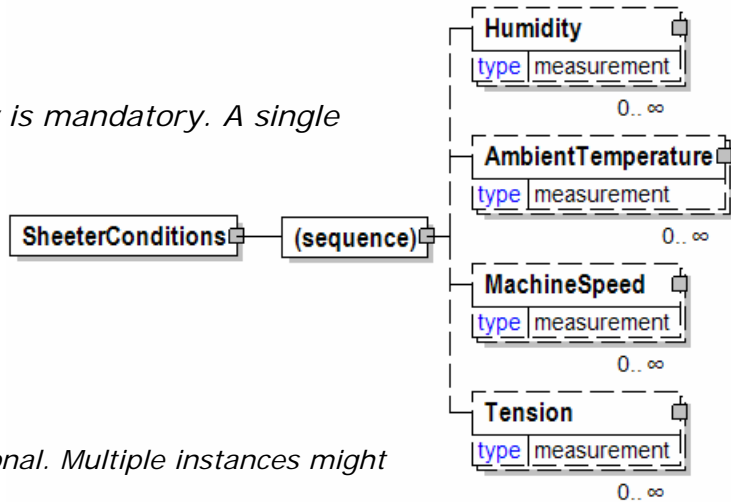 Humidity
type measurement
0.. ∞
is mandatory. A single
AmbientTemperature
type measurement
0.. ∞
SheeterConditions
(sequence)
MachineSpeed
type measurement
0.. ∞
Tension
type measurement
0.. ∞
onal. Multiple instances might